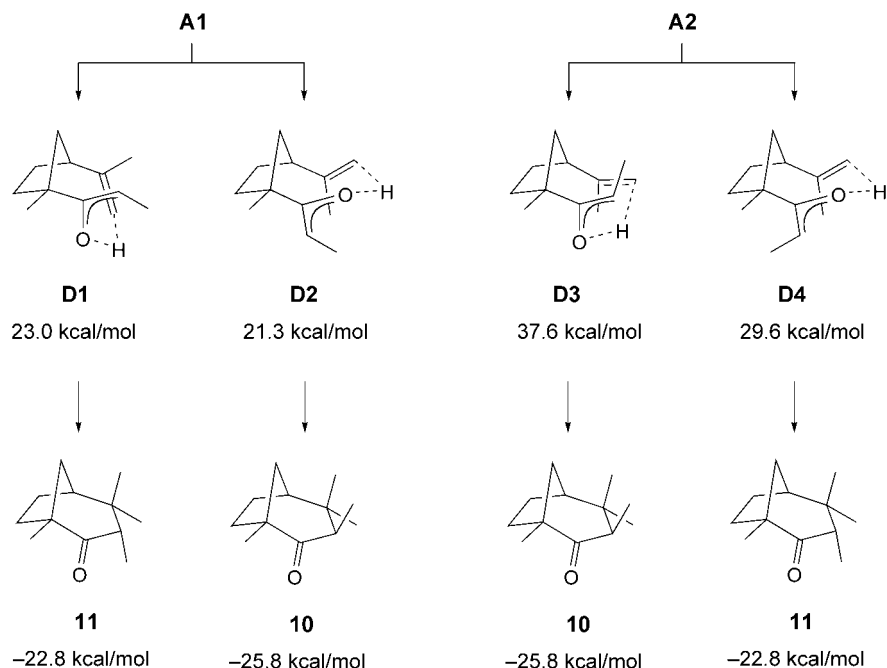 A1 A2
O H O H O H O H
D1 D2 D3 D4
23.0 kcal/mol 21.3 kcal/mol 37.6 kcal/mol 29.6 kcal/mol
O O O O
11 10 10 11
–22.8 kcal/mol –25.8 kcal/mol –25.8 kcal/mol –22.8 kcal/mol